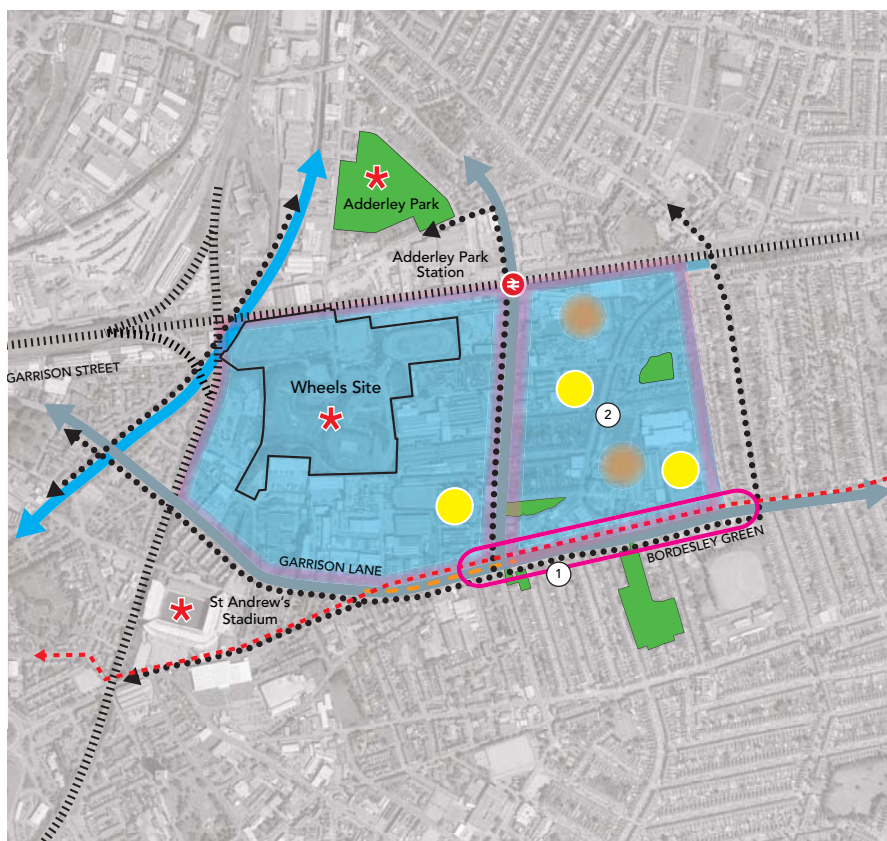 Adderley Park
Adderley Park
Station
GARRISON STREET
Wheels Site
2
GARRISON LANE
BORDESLEY GREEN
1
St Andrew's
Stadium